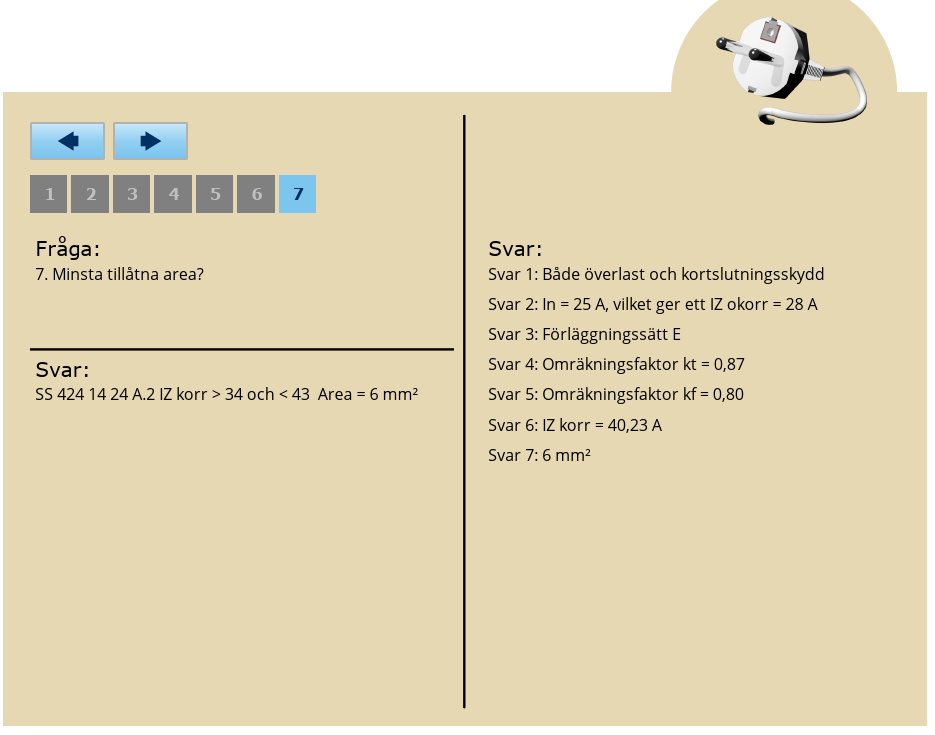 1 2 3 4 5 6 7
Fråga:
7. Minsta tillåtna area?
Svar:
SS 424 14 24 A.2 IZ korr > 34 och < 43  Area = 6 mm²
Svar:
Svar 1: Både överlast och kortslutningsskydd
Svar 2: In = 25 A, vilket ger ett IZ okorr = 28 A
Svar 3: Förläggningssätt E
Svar 4: Omräkningsfaktor kt = 0,87
Svar 5: Omräkningsfaktor kf = 0,80
Svar 6: IZ korr = 40,23 A
Svar 7: 6 mm²